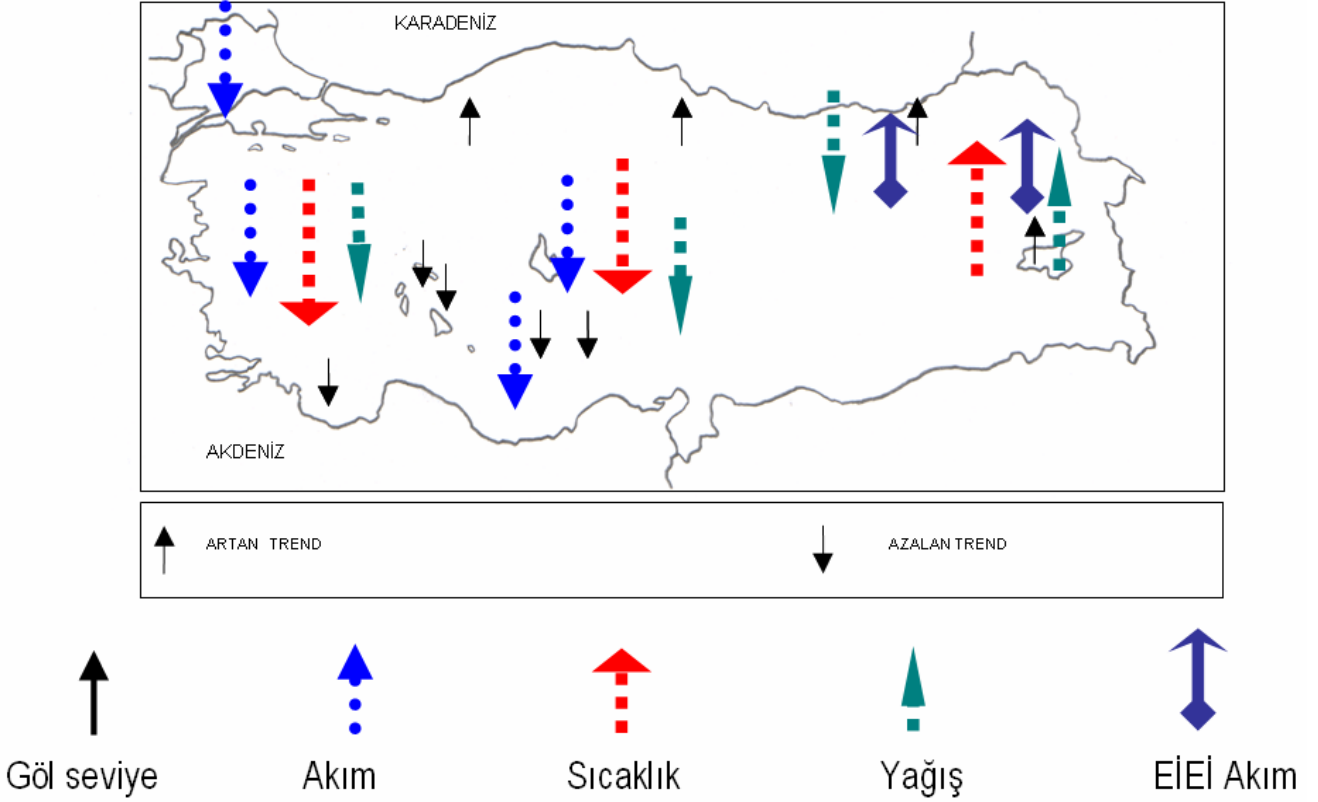 KARADENİZ
AKDENİZ
ARTAN TREND
AZALAN TREND
Göl seviye
Akım
Sıcaklık
Yağış
EİEİ Akım